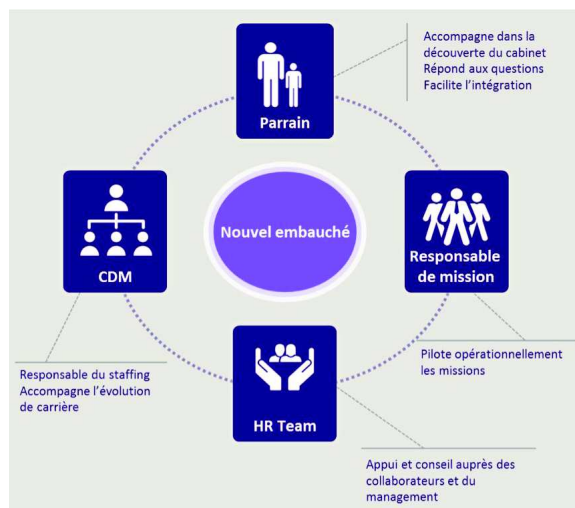 Accompagne dans la
découverte du cabinet
Répond aux questions
Facilite l'intégration
Parrain
Nouvel embauché
CDM
Responsable
de mission
Responsable du staffing
Accompagne l'évolution
de carrière
Pilote opérationnellement
les missions
HR Team
Appui et conseil auprès des
collaborateurs et du
management